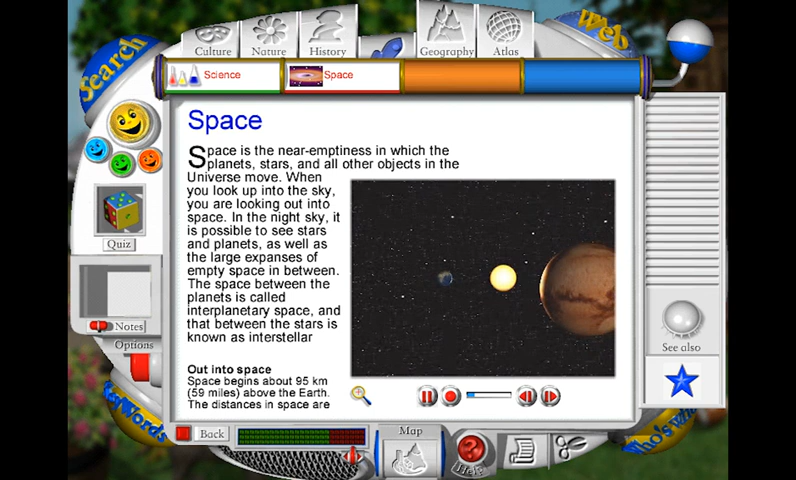 Search
Web
Culture
Nature
History
Geography
Atlas
Science
Space
Space
Space is the near-emptiness in which the
planets, stars, and all other objects in the
Universe move. When
you look up into the sky,
you are looking out into
space. In the night sky, it
is possible to see stars
and planets, as well as
the large expanses of
empty space in between.
The space between the
planets is called
interplanetary space, and
that between the stars is
known as interstellar
Out into space
Space begins about 95 km
(59 miles) above the Earth.
The distances in space are
Quiz
Notes
Options
See also
Back
Map
Help